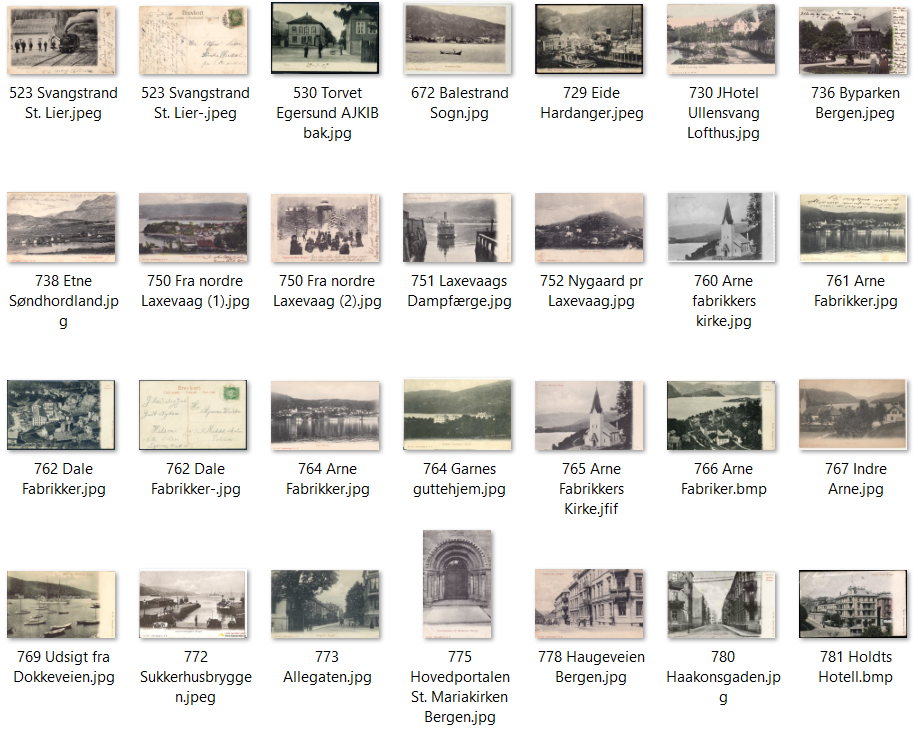 523 Svangstrand
St. Lier.jpeg
523 Svangstrand
St. Lier-.jpeg
530 Torvet
Egersund AJKIB
bak.jpg
672 Balestrand
Sogn.jpg
729 Eide
Hardanger.jpeg
730 JHotel
Ullensvang
Lofthus.jpg
736 Byparken
Bergen.jpeg
738 Etne
Søndhordland.jp
g
750 Fra nordre
Laxevaag (1).jpg
750 Fra nordre
Laxevaag (2).jpg
751 Laxevaags
Dampfærge.jpg
752 Nygaard pr
Laxevaag.jpg
760 Arne
fabrikkers
kirke.jpg
761 Arne
Fabrikker.jpg
762 Dale
Fabrikker.jpg
762 Dale
Fabrikker-.jpg
764 Arne
Fabrikker.jpg
764 Garnes
guttehjem.jpg
765 Arne
Fabrikkers
Kirke.jfif
766 Arne
Fabriker.bmp
767 Indre
Arne.jpg
769 Udsigt fra
Dokkeveien.jpg
772
Sukkerhusbrygge
n.jpeg
773
Allegaten.jpg
775
Hovedportalen
St. Mariakirken
Bergen.jpg
778 Haugeveien
Bergen.jpg
780
Haakonsgaden.jp
g
781 Holdts
Hotell.bmp